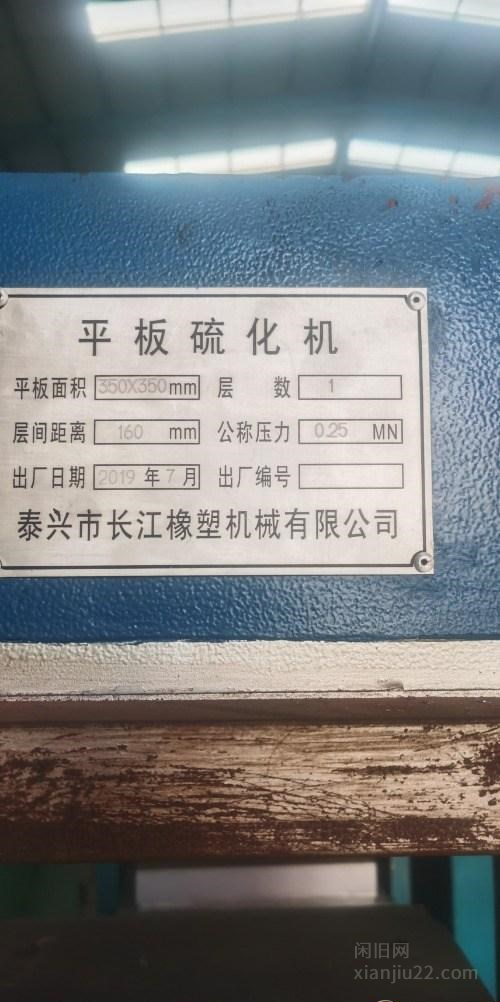 平板硫化机
平板面积 350X350 mm 层数 1
层间距离 160 mm 公称压力 0.25 MN
出厂日期 2019 年 7 月 出厂编号
泰兴市长江橡塑机械有限公司
闲旧网
xianjiu22.com